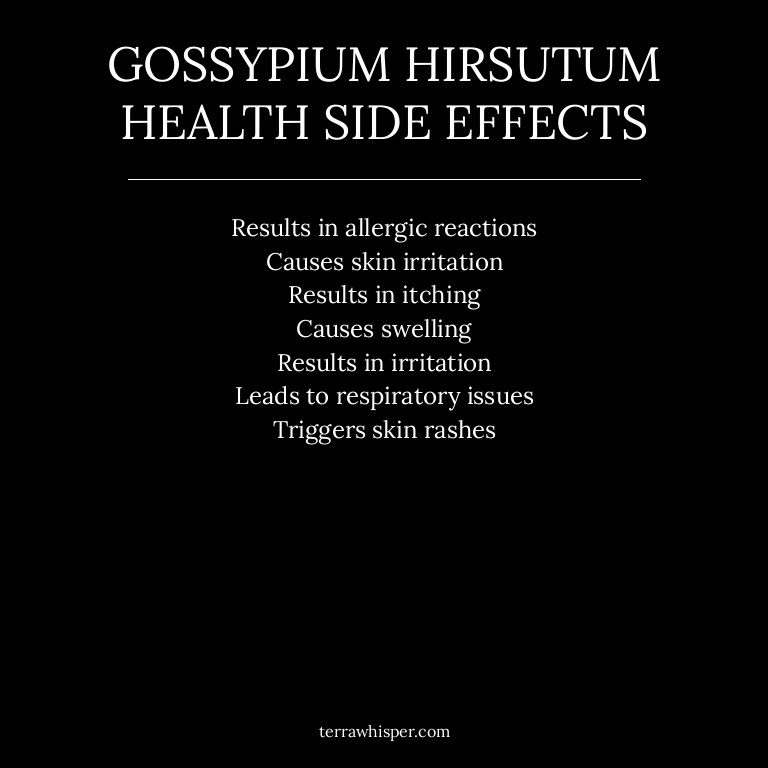 GOSSYPIUM HIRSUTUM
HEALTH SIDE EFFECTS
Results in allergic reactions
Causes skin irritation
Results in itching
Causes swelling
Results in irritation
Leads to respiratory issues
Triggers skin rashes
terrawhisper.com